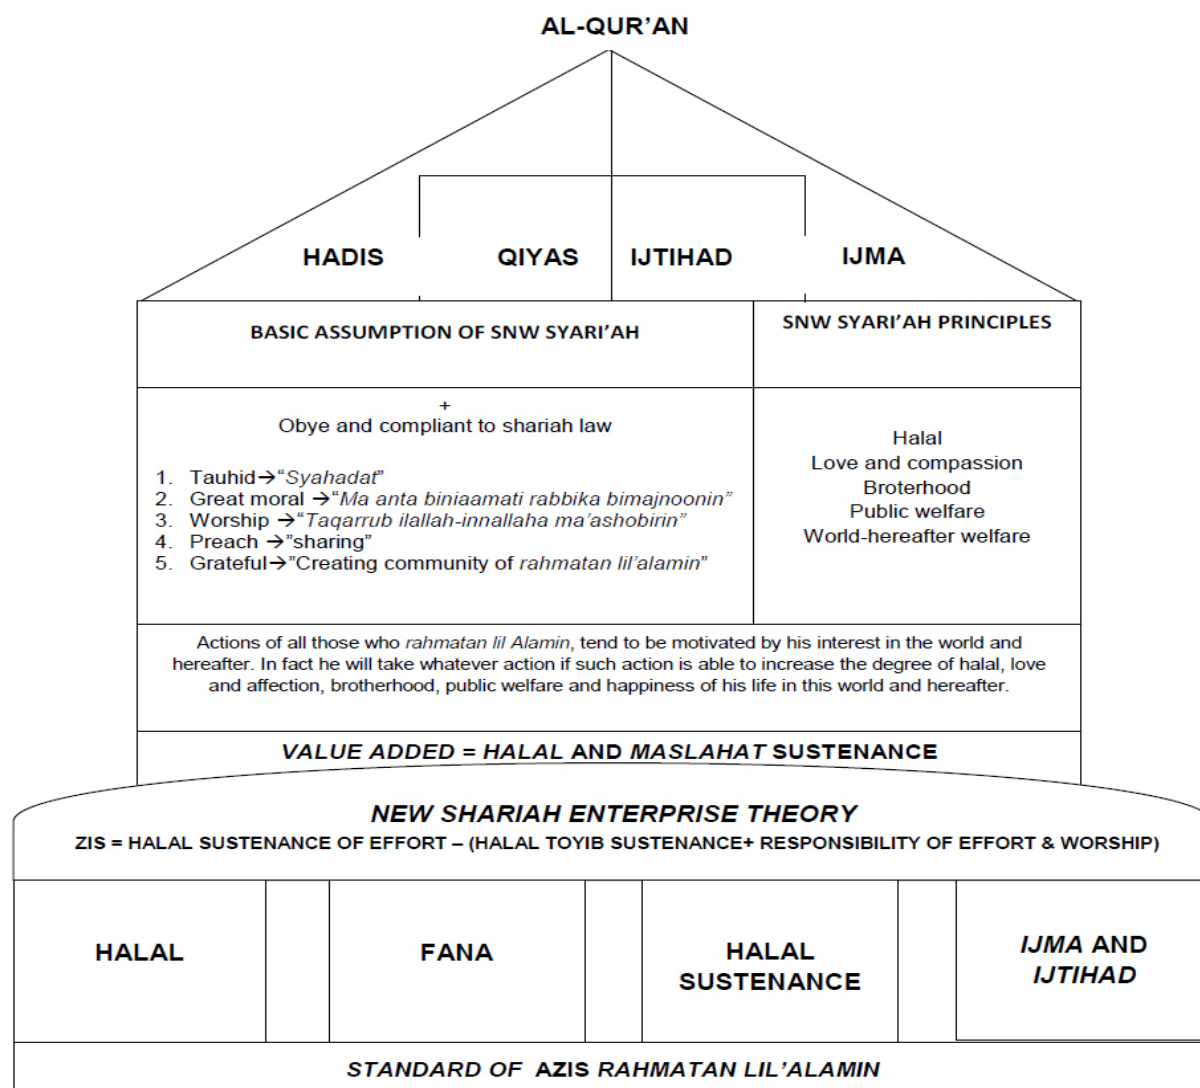 AL-QUR’AN
HADIS QIYAS IJTIHAD IJMA
BASIC ASSUMPTION OF SNW SYARI’AH
SNW SYARI’AH PRINCIPLES
+
Obye and compliant to shariah law
1. Tauhid→“Syahadat”
2. Great moral →“Ma anta biniaamati rabbika bimajnoonin”
3. Worship →“Taqarrub ilallah-innallaha ma’ashobirin”
4. Preach →”sharing”
5. Grateful→”Creating community of rahmatan lil’alamin”
Halal
Love and compassion
Broterhood
Public welfare
World-hereafter welfare
Actions of all those who rahmatan lil Alamin, tend to be motivated by his interest in the world and
hereafter. In fact he will take whatever action if such action is able to increase the degree of halal, love
and affection, brotherhood, public welfare and happiness of his life in this world and hereafter.
VALUE ADDED = HALAL AND MASLAHAT SUSTENANCE
NEW SHARIAH ENTERPRISE THEORY
ZIS = HALAL SUSTENANCE OF EFFORT – (HALAL TOYIB SUSTENANCE+ RESPONSIBILITY OF EFFORT & WORSHIP)
HALAL
FANA
HALAL
SUSTENANCE
IJMA AND
IJTIHAD
STANDARD OF AZIS RAHMATAN LIL’ALAMIN